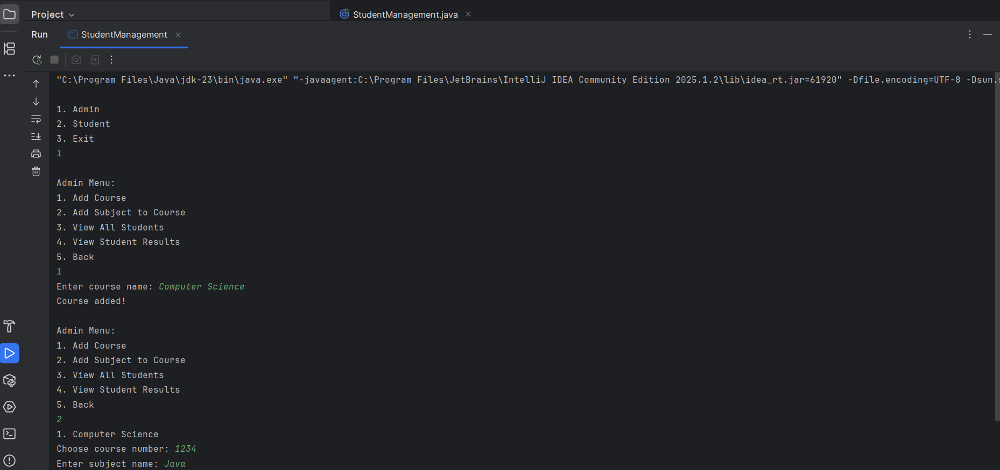 Project
StudentManagement.java
Run
StudentManagement
"C:\Program Files\Java\jdk-23\bin\java.exe" "-javaagent:C:\Program Files\JetBrains\IntelliJ IDEA Community Edition 2025.1.2\lib\idea_rt.jar=61920" -Dfile.encoding=UTF-8 -Dsun.s
1. Admin
2. Student
3. Exit
1
Admin Menu:
1. Add Course
2. Add Subject to Course
3. View All Students
4. View Student Results
5. Back
1
Enter course name: Computer Science
Course added!
Admin Menu:
1. Add Course
2. Add Subject to Course
3. View All Students
4. View Student Results
5. Back
2
1. Computer Science
Choose course number: 1234
Enter subject name: Java